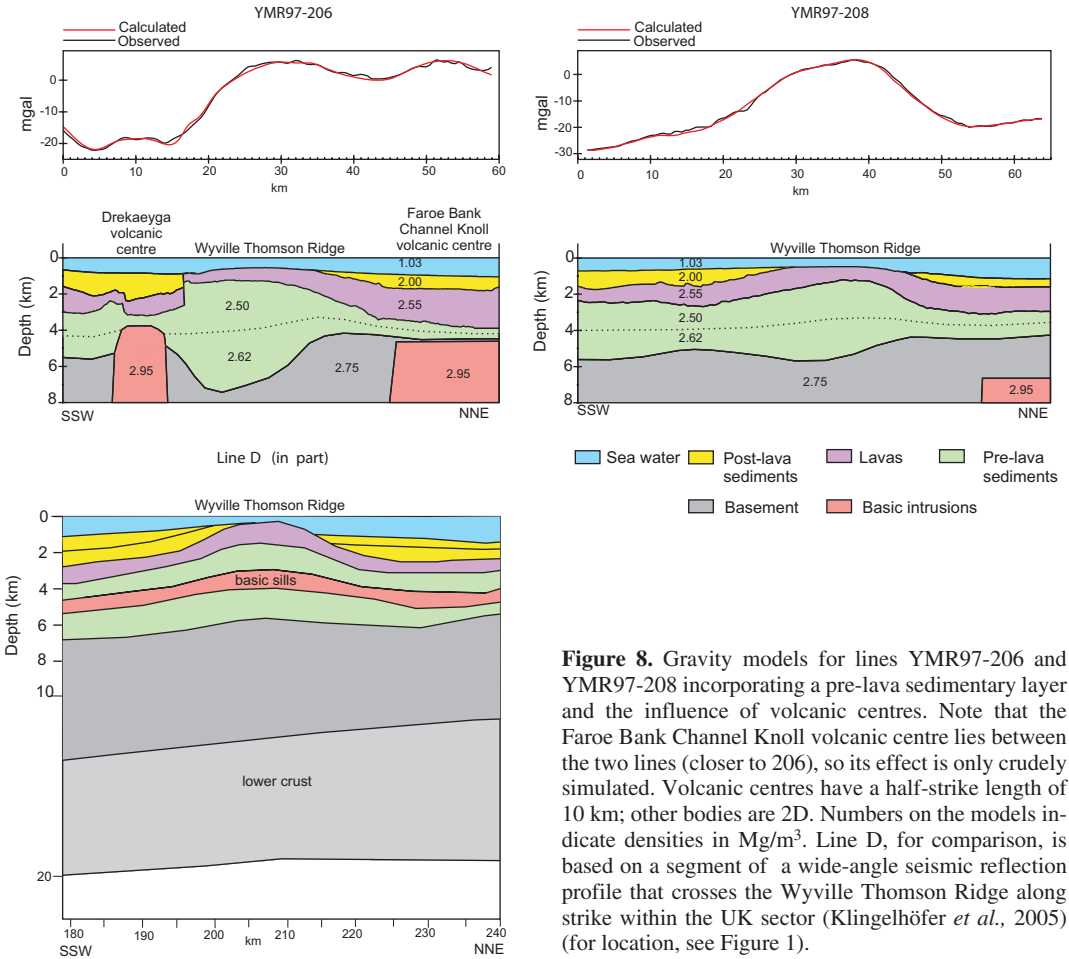 YMR97-206
Calculated
Observed
mgal
0
-10
-20
0 10 20 30 40 50 60
km
YMR97-208
Calculated
Observed
mgal
0
-10
-20
-30
0 10 20 30 40 50 60
km
Drekaeyga
volcanic
centre
Wyville Thomson Ridge
Faroe Bank
Channel Knoll
volcanic centre
Depth (km)
0
2
4
6
8
1.03
2.00
2.55
2.50
2.62
2.75
2.95
2.95
SSW
NNE
Wyville Thomson Ridge
Depth (km)
0
2
4
6
8
1.03
2.00
2.55
2.50
2.62
2.75
2.95
SSW
NNE
Sea water
Post-lava
sediments
Lavas
Pre-lava
sediments
Basement
Basic intrusions
Line D (in part)
Wyville Thomson Ridge
Depth (km)
0
2
4
6
8
10
20
basic sills
lower crust
180 190 200 km 210 220 230 240
SSW
NNE
Figure 8. Gravity models for lines YMR97-206 and
YMR97-208 incorporating a pre-lava sedimentary layer
and the influence of volcanic centres. Note that the
Faroe Bank Channel Knoll volcanic centre lies between
the two lines (closer to 206), so its effect is only crudely
simulated. Volcanic centres have a half-strike length of
10 km; other bodies are 2D. Numbers on the models in-
dicate densities in Mg/m³. Line D, for comparison, is
based on a segment of a wide-angle seismic reflection
profile that crosses the Wyville Thomson Ridge along
strike within the UK sector (Klingelhöfer et al., 2005)
(for location, see Figure 1).